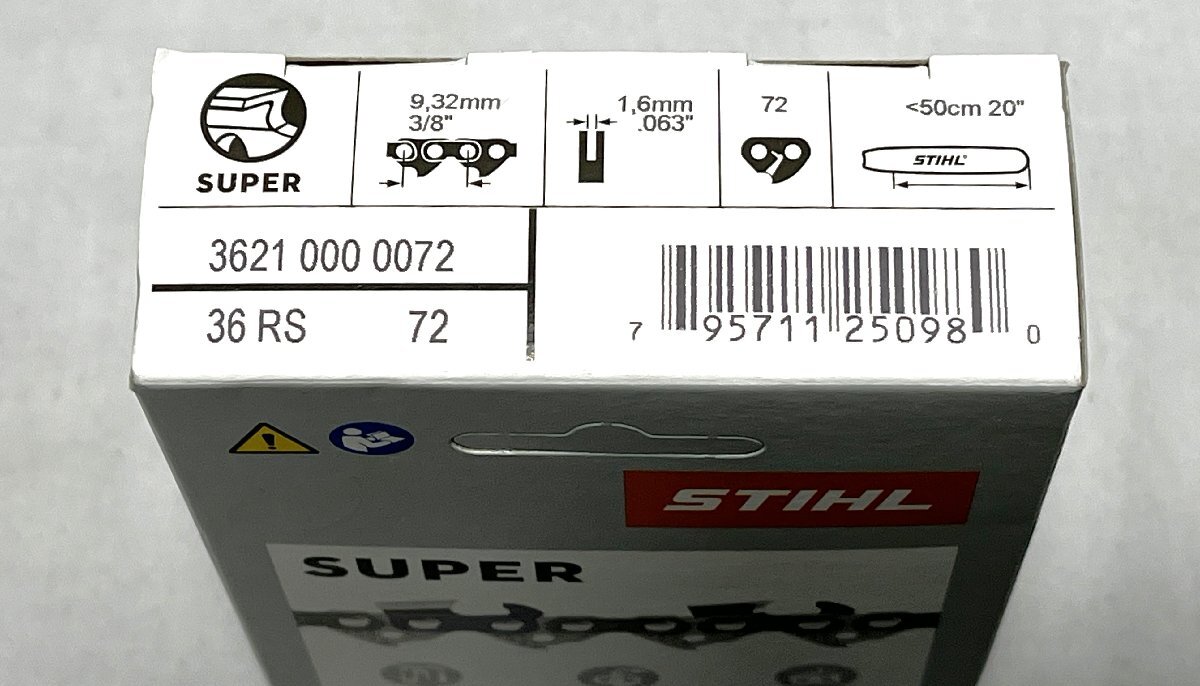 SUPER
9,32mm
3/8"
1,6mm
.063"
72
<50cm 20"
STIHL®
3621 000 0072
36 RS 72
7 95711 25098 0
STIHL
SUPER